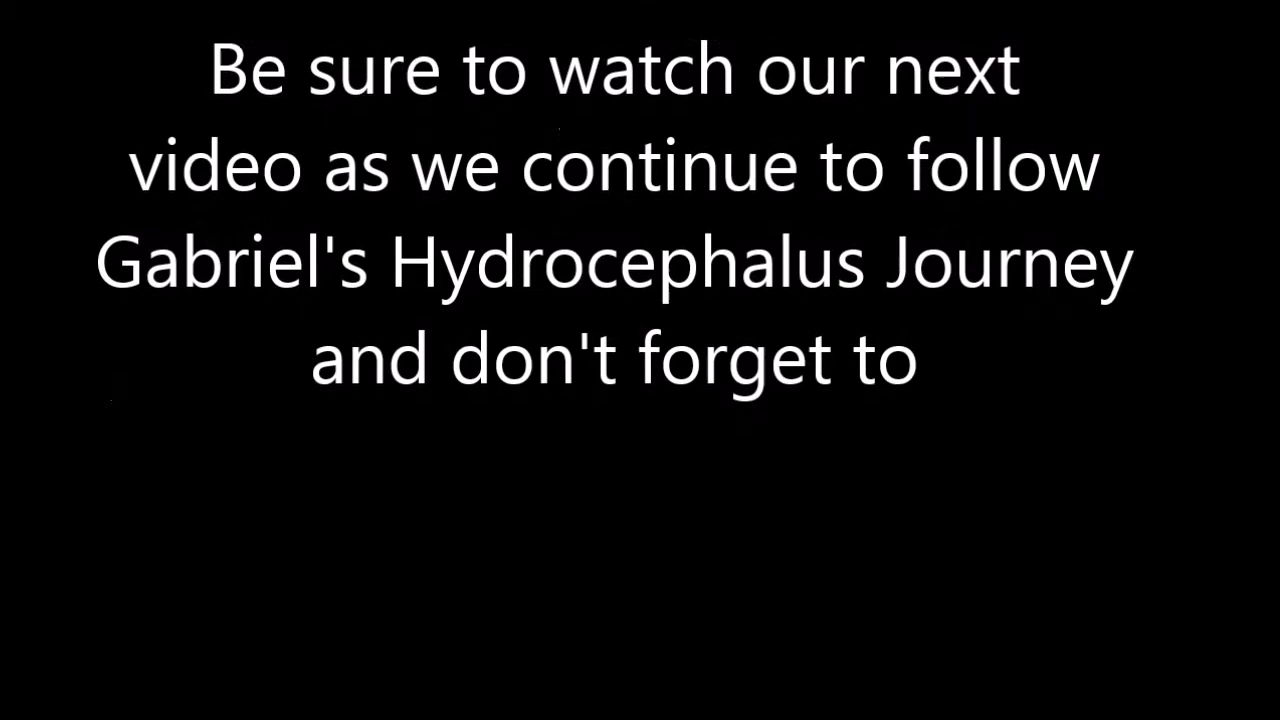 Be sure to watch our next
video as we continue to follow
Gabriel's Hydrocephalus Journey
and don't forget to